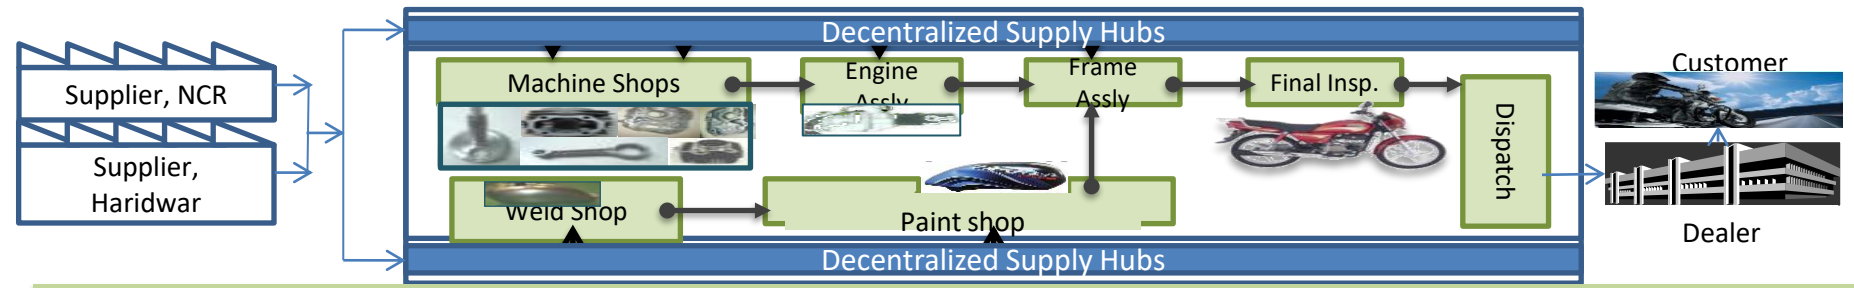 Decentralized Supply Hubs
Supplier, NCR
Supplier,
Haridwar
Machine Shops
Engine
Assly
Frame
Assly
Final Insp.
Dispatch
Customer
Weld Shop
Paint shop
Dealer
Decentralized Supply Hubs